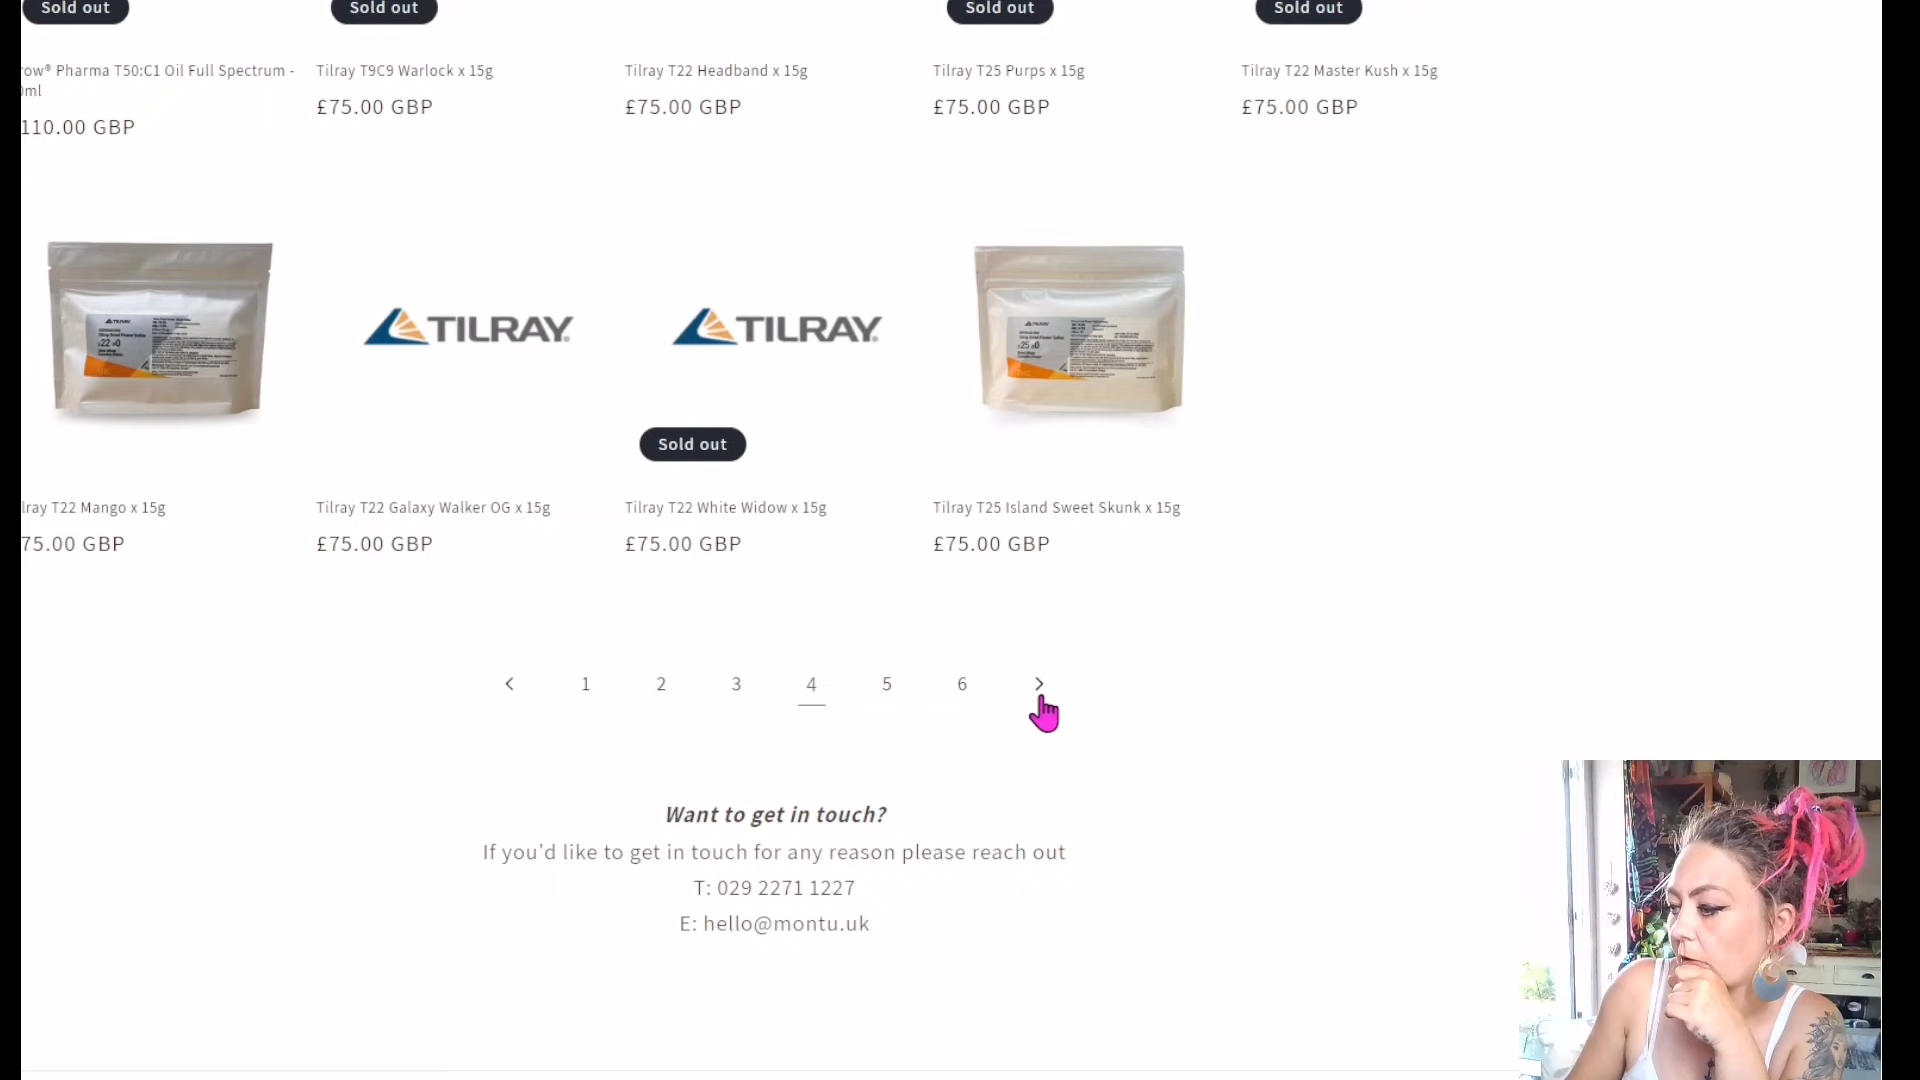 Sold out
Sold out
Sold out
Sold out
row® Pharma T50:C1 Oil Full Spectrum -
0ml
110.00 GBP
Tilray T9C9 Warlock x 15g
£75.00 GBP
Tilray T22 Headband x 15g
£75.00 GBP
Tilray T25 Purps x 15g
£75.00 GBP
Tilray T22 Master Kush x 15g
£75.00 GBP
TILRAY
TILRAY
Sold out
lray T22 Mango x 15g
75.00 GBP
Tilray T22 Galaxy Walker OG x 15g
£75.00 GBP
Tilray T22 White Widow x 15g
£75.00 GBP
Tilray T25 Island Sweet Skunk x 15g
£75.00 GBP
1 2 3 4 5 6
Want to get in touch?
If you'd like to get in touch for any reason please reach out
T: 029 2271 1227
E: hello@montu.uk